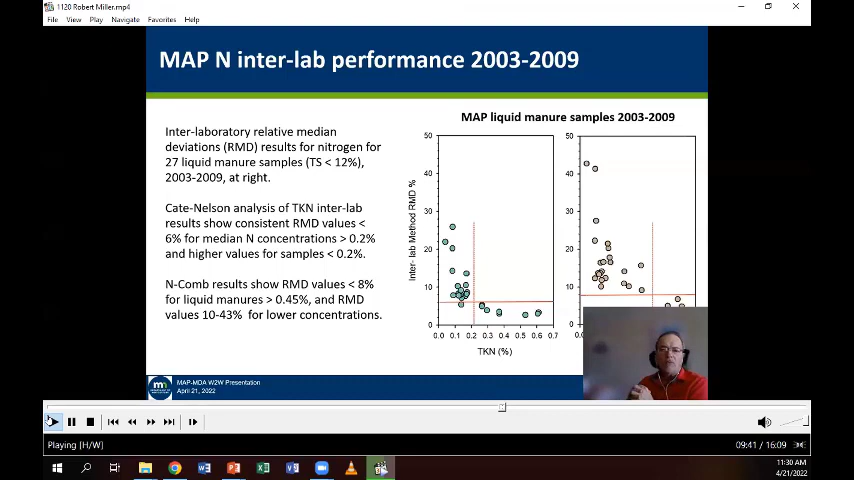 1120 Robert Miller.mp4
File View Play Navigate Favorites Help
MAP N inter-lab performance 2003-2009
Inter-laboratory relative median
deviations (RMD) results for nitrogen for
27 liquid manure samples (TS < 12%),
2003-2009, at right.
Cate-Nelson analysis of TKN inter-lab
results show consistent RMD values <
6% for median N concentrations > 0.2%
and higher values for samples < 0.2%.
N-Comb results show RMD values < 8%
for liquid manures > 0.45%, and RMD
values 10-43% for lower concentrations.
MAP liquid manure samples 2003-2009
Inter- lab Method RMD %
50
40
30
20
10
0
0.0 0.1 0.2 0.3 0.4 0.5 0.6 0.7
TKN (%)
50
40
30
20
10
0
MAP-MDA W2W Presentation
April 21, 2022
Playing [H/W]
09:41 / 16:09
11:30 AM
4/21/2022